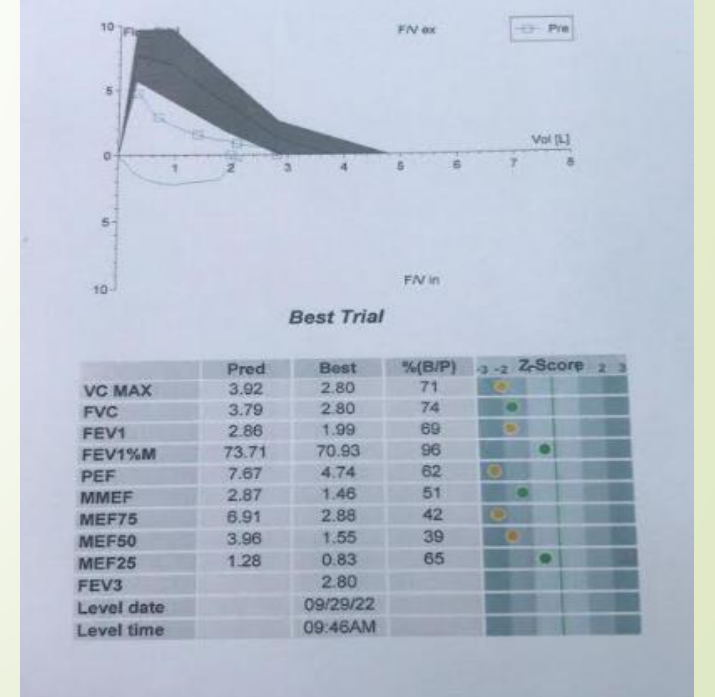 10 F/V ex Pre
5
Vol [L]
0 1 2 3 4 5 6 7 8
5
10 F/V in
Best Trial
Pred Best %(B/P) -3 -2 Z-Score 2 3
VC MAX 3.92 2.80 71
FVC 3.79 2.80 74
FEV1 2.86 1.99 69
FEV1%M 73.71 70.93 96
PEF 7.67 4.74 62
MMEF 2.87 1.46 51
MEF75 6.91 2.88 42
MEF50 3.96 1.55 39
MEF25 1.28 0.83 65
FEV3 2.80
Level date 09/29/22
Level time 09:46AM